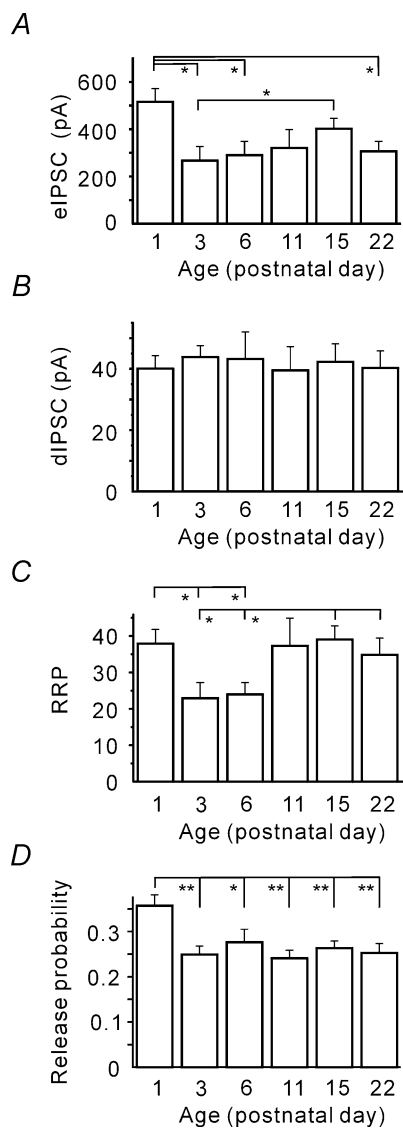 A
* * *
*
600
400
200
0
eIPSC (pA)
1 3 6 11 15 22
Age (postnatal day)
B
40
20
0
dIPSC (pA)
1 3 6 11 15 22
Age (postnatal day)
C
* *
* *
40
30
20
10
0
RRP
1 3 6 11 15 22
Age (postnatal day)
D
** * ** ** **
0.3
0.2
0.1
0
Release probability
1 3 6 11 15 22
Age (postnatal day)